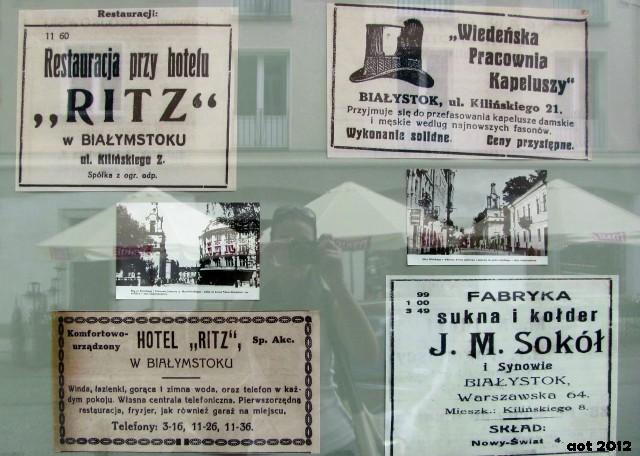 Restauracji:
11 60
Restauracja przy hotelu
„RITZ“
w BIAŁYMSTOKU
ul. Kilińskiego 2.
Spółka z ogr. odp.
„Wiedeńska
Pracownia
Kapeluszy”
BIAŁYSTOK, ul. Kilińskiego 21.
Przyjmuje się do przefasowania kapelusze damskie
i męskie według najnowszych fasonów.
Wykonanie solidne. Ceny przystępne.
Komfortowo-
urządzony HOTEL „RITZ“, Sp. Akc.
W BIAŁYMSTOKU
Winda, łazienki, gorąca i zimna woda, oraz telefon w każ-
dym pokoju. Własna centrala telefoniczna. Pierwszorzędna
restauracja, fryzjer, jak również garaż na miejscu,
Telefony: 3-16, 11-26, 11-36.
99
1 00
3 49
FABRYKA
sukna i kołder
J. M. Sokół
i Synowie
BIAŁYSTOK,
Warszawska 64.
Mieszk.: Kilińskiego 8.
SKŁAD:
Nowy-Świat 4
aot 2012